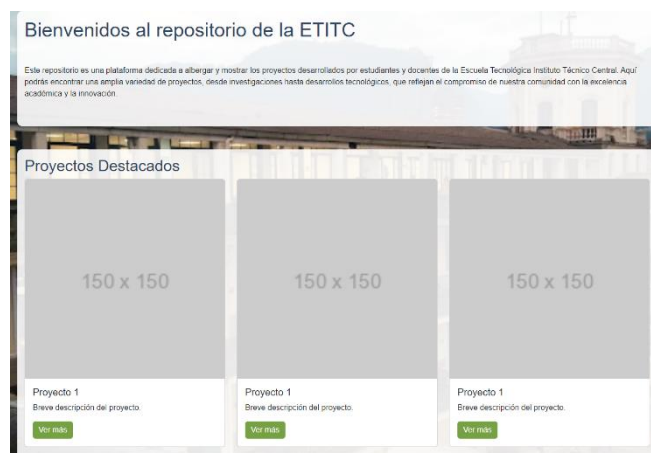 Bienvenidos al repositorio de la ETITC
Este repositorio es una plataforma dedicada a albergar y mostrar los proyectos desarrollados por estudiantes y docentes de la Escuela Tecnológica Instituto Técnico Central. Aquí
podrás encontrar una amplia variedad de proyectos, desde investigaciones hasta desarrollos tecnológicos, que reflejan el compromiso de nuestra comunidad con la excelencia
académica y la innovación.
Proyectos Destacados
150 x 150 150 x 150 150 x 150
Proyecto 1 Proyecto 1 Proyecto 1
Breve descripción del proyecto. Breve descripción del proyecto. Breve descripción del proyecto.
Ver más Ver más Ver más